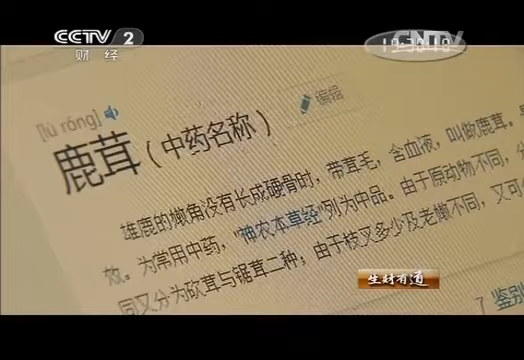 CCTV 2
财经
[lù róng]
鹿茸（中药名称）
编辑
雄鹿的嫩角没有长成硬骨时，带茸毛，含血液，叫做鹿茸。
效。为常用中药，"神农本草经"列为中品。由于原动物不同，分
同又分为砍茸与锯茸二种；由于枝叉多少及老嫩不同，又可
7 鉴别
生财有道